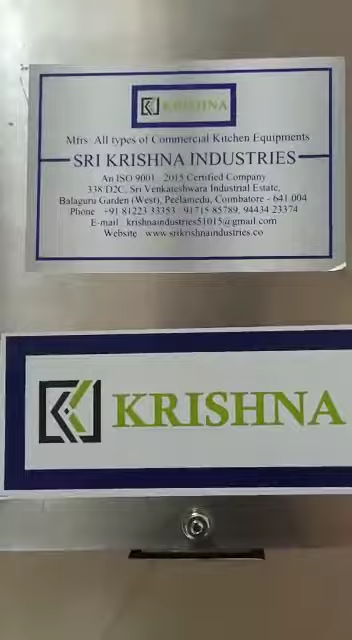 KRISHNA
Mfrs. All types of Commercial Kitchen Equipments
SRI KRISHNA INDUSTRIES
An ISO 9001 : 2015 Certified Company
338/D2C, Sri Venkateshwara Industrial Estate,
Balaguru Garden (West), Peelamedu, Coimbatore - 641 004
Phone : +91 81223 33353, 91715 85789, 94434 23374
E-mail : krishnaindustries51015@gmail.com
Website : www.srikrishnaindustries.co
KRISHNA